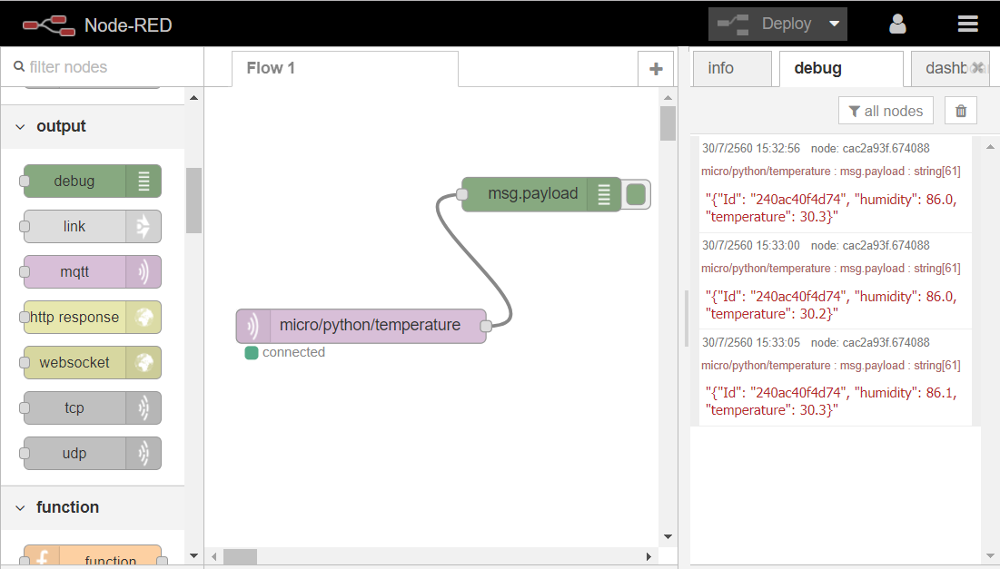 Node-RED
Deploy
filter nodes
output
debug
link
mqtt
http response
websocket
tcp
udp
function
function
Flow 1
msg.payload
micro/python/temperature
connected
info
debug
dashb
all nodes
30/7/2560 15:32:56 node: cac2a93f.674088
micro/python/temperature : msg.payload : string[61]
"{"Id": "240ac40f4d74", "humidity": 86.0,
"temperature": 30.3}"
30/7/2560 15:33:00 node: cac2a93f.674088
micro/python/temperature : msg.payload : string[61]
"{"Id": "240ac40f4d74", "humidity": 86.0,
"temperature": 30.2}"
30/7/2560 15:33:05 node: cac2a93f.674088
micro/python/temperature : msg.payload : string[61]
"{"Id": "240ac40f4d74", "humidity": 86.1,
"temperature": 30.3}"